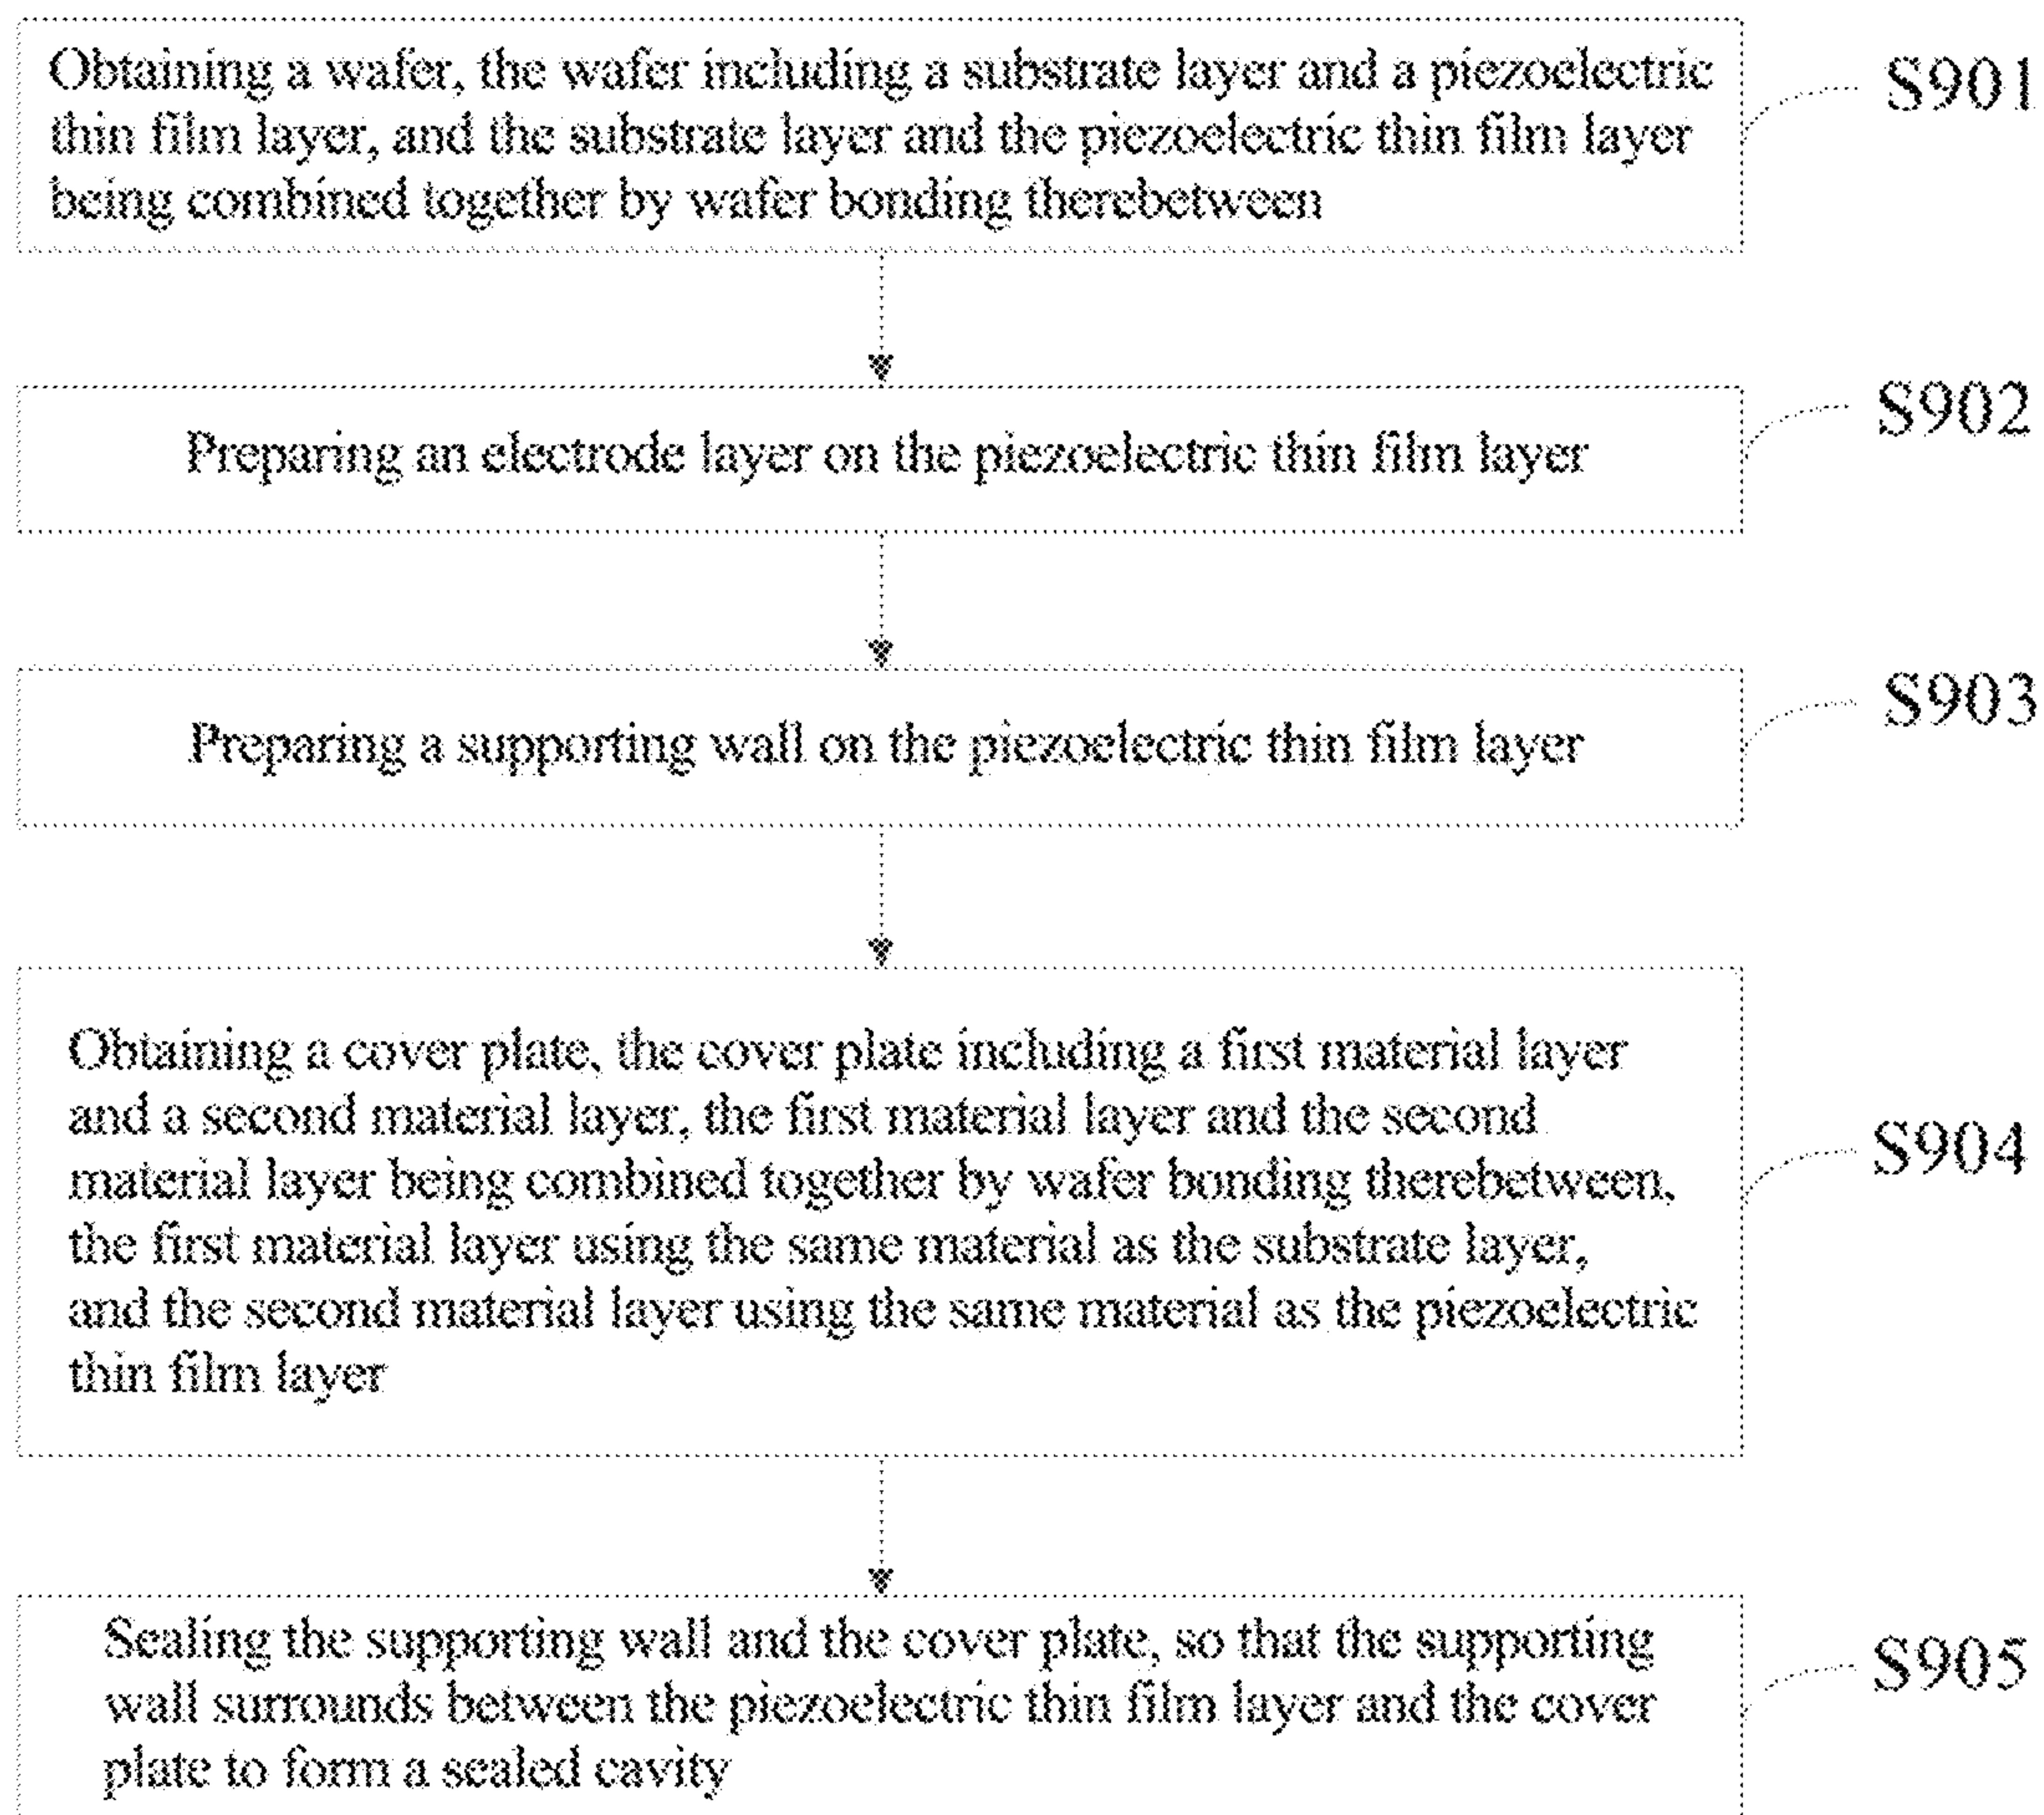 Obtaining a wafer, the wafer including a substrate layer and a piezoelectric
thin film layer, and the substrate layer and the piezoelectric thin film layer
being combined together by wafer bonding therebetween
S901
Preparing an electrode layer on the piezoelectric thin film layer
S902
Preparing a supporting wall on the piezoelectric thin film layer
S903
Obtaining a cover plate, the cover plate including a first material layer
and a second material layer, the first material layer and the second
material layer being combined together by wafer bonding therebetween,
the first material layer using the same material as the substrate layer,
and the second material layer using the same material as the piezoelectric
thin film layer
S904
Sealing the supporting wall and the cover plate, so that the supporting
wall surrounds between the piezoelectric thin film layer and the cover
plate to form a sealed cavity
S905